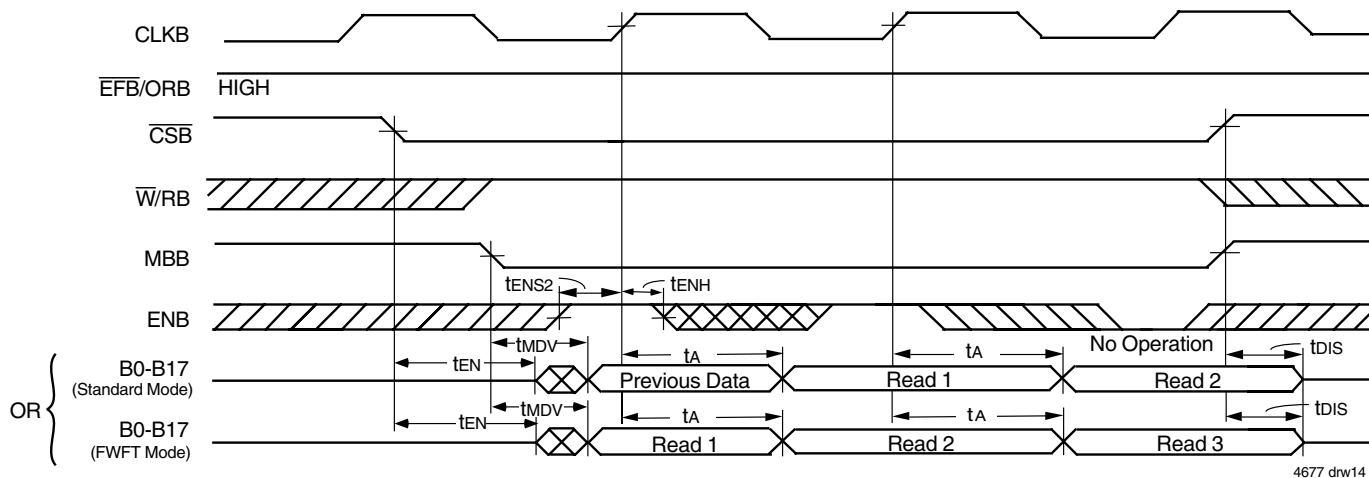 CLKB
EFB/ORB HIGH
CSB
W/RB
MBB
tENS2 tENH
ENB
tMDV tA tA No Operation tDIS
tEN
B0-B17
(Standard Mode)
Previous Data Read 1 Read 2
OR
tMDV tA tA tDIS
tEN
B0-B17
(FWFT Mode)
Read 1 Read 2 Read 3
4677 drw14